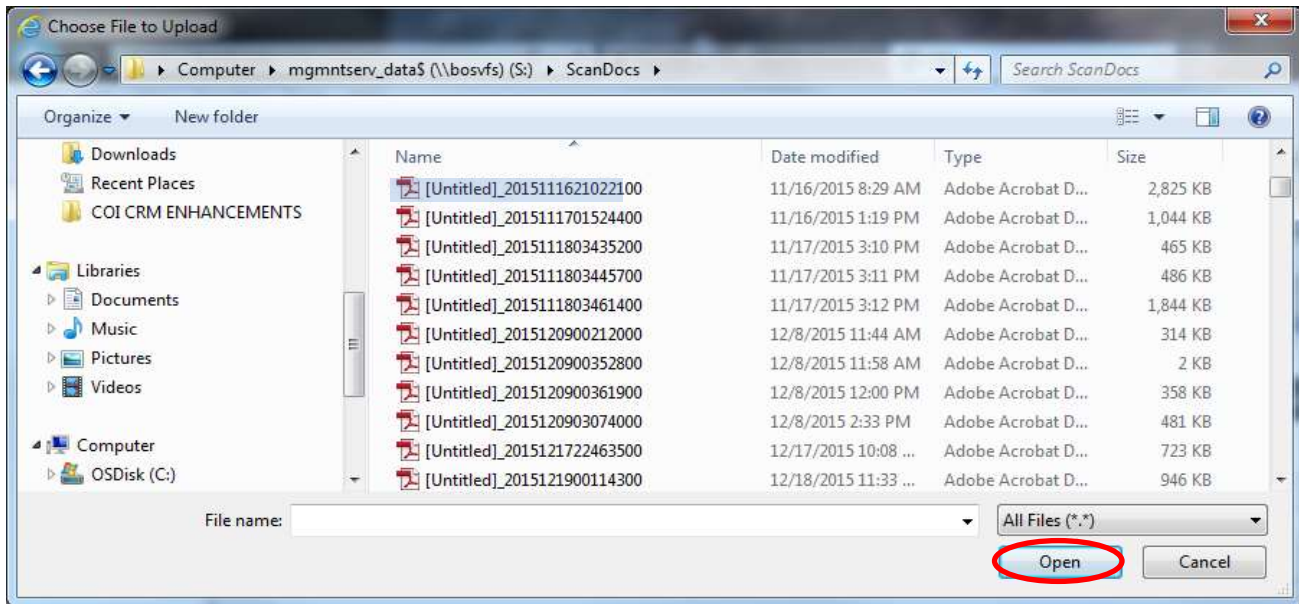 Choose File to Upload
Computer mgmntserv_data$ (\\bosvfs) (S:) ScanDocs
Search ScanDocs
Organize New folder
Downloads
Recent Places
COI CRM ENHANCEMENTS
Libraries
Documents
Music
Pictures
Videos
Computer
OSDisk (C:)
Name Date modified Type Size
[Untitled]_2015111621022100 11/16/2015 8:29 AM Adobe Acrobat D... 2,825 KB
[Untitled]_2015111701524400 11/16/2015 1:19 PM Adobe Acrobat D... 1,044 KB
[Untitled]_2015111803435200 11/17/2015 3:10 PM Adobe Acrobat D... 465 KB
[Untitled]_2015111803445700 11/17/2015 3:11 PM Adobe Acrobat D... 486 KB
[Untitled]_2015111803461400 11/17/2015 3:12 PM Adobe Acrobat D... 1,844 KB
[Untitled]_2015120900212000 12/8/2015 11:44 AM Adobe Acrobat D... 314 KB
[Untitled]_2015120900352800 12/8/2015 11:58 AM Adobe Acrobat D... 2 KB
[Untitled]_2015120900361900 12/8/2015 12:00 PM Adobe Acrobat D... 358 KB
[Untitled]_2015120903074000 12/8/2015 2:33 PM Adobe Acrobat D... 481 KB
[Untitled]_2015121722463500 12/17/2015 10:08 ... Adobe Acrobat D... 723 KB
[Untitled]_2015121900114300 12/18/2015 11:33 ... Adobe Acrobat D... 946 KB
File name:
All Files (*.*)
Open Cancel